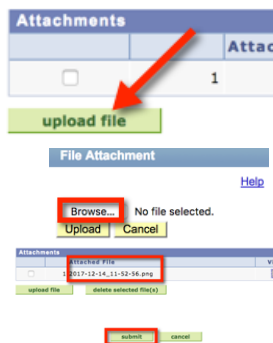 Attachments
Attac
1
upload file
File Attachment
Help
Browse... No file selected.
Upload Cancel
Attachments
Attached File Vi
1 2017-12-14_11-52-56.png
upload file delete selected file(s)
submit cancel